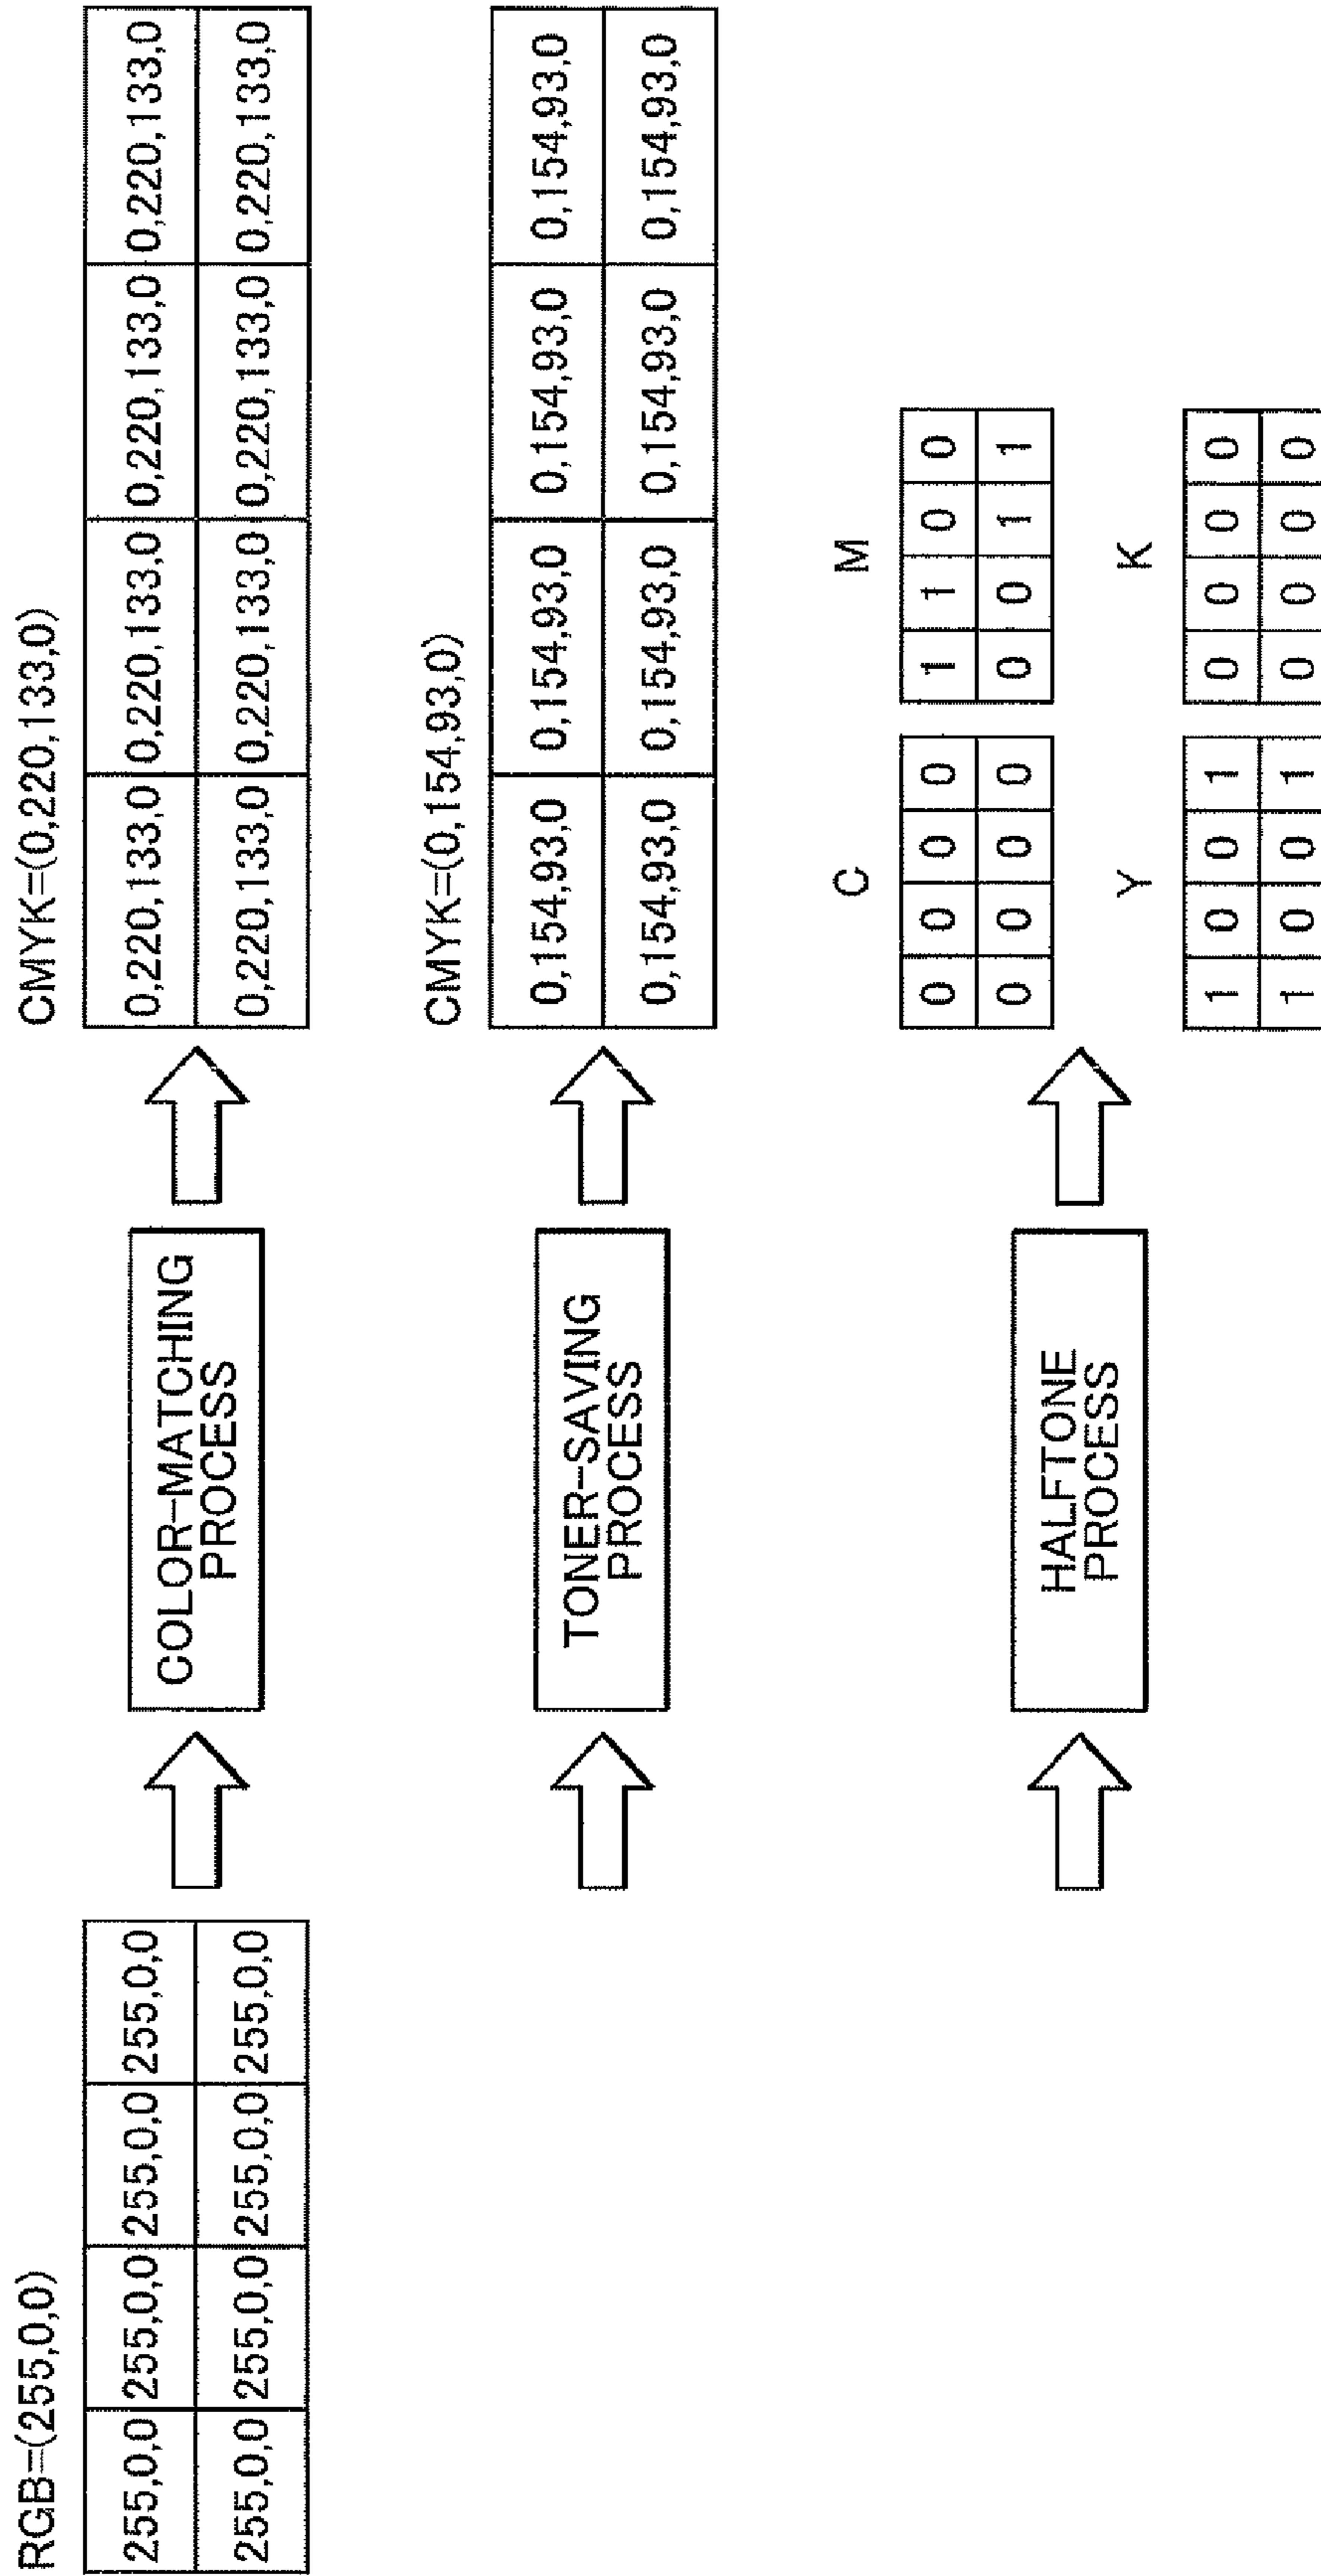 RGB=(255,0,0)
255,0,0 255,0,0 255,0,0 255,0,0
255,0,0 255,0,0 255,0,0 255,0,0
COLOR-MATCHING
PROCESS
CMYK=(0,220,133,0)
0,220,133,0 0,220,133,0 0,220,133,0 0,220,133,0
0,220,133,0 0,220,133,0 0,220,133,0 0,220,133,0
TONER-SAVING
PROCESS
CMYK=(0,154,93,0)
0,154,93,0 0,154,93,0 0,154,93,0 0,154,93,0
0,154,93,0 0,154,93,0 0,154,93,0 0,154,93,0
HALFTONE
PROCESS
C
0 0 0 0
0 0 0 0
M
1 1 0 0
0 0 1 1
Y
1 0 0 1
1 0 0 1
K
0 0 0 0
0 0 0 0